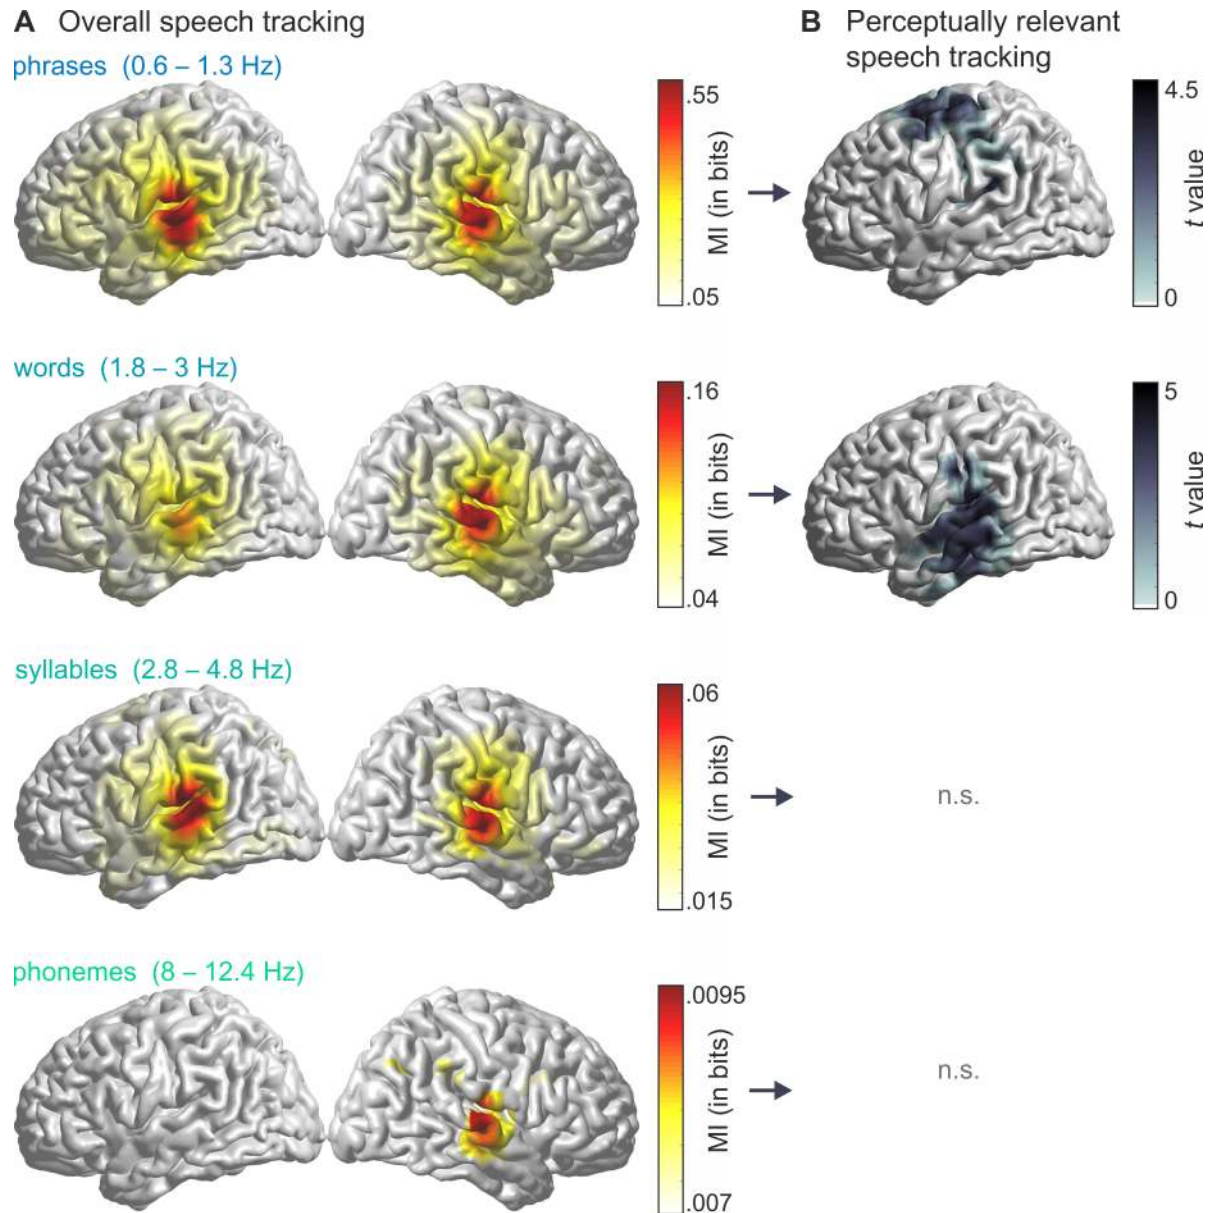 A Overall speech tracking
B Perceptually relevant
speech tracking
phrases (0.6 – 1.3 Hz)
.55
MI (in bits)
.05
4.5
t value
0
words (1.8 – 3 Hz)
.16
MI (in bits)
.04
5
t value
0
syllables (2.8 – 4.8 Hz)
.06
MI (in bits)
.015
n.s.
phonemes (8 – 12.4 Hz)
.0095
MI (in bits)
.007
n.s.